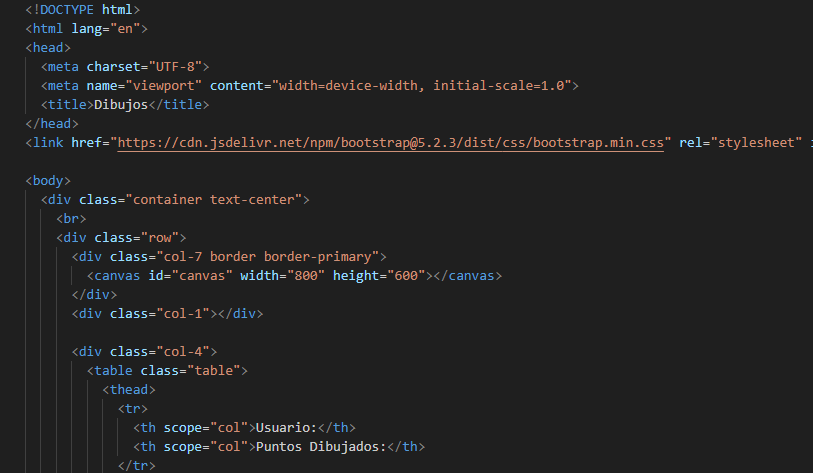 <!DOCTYPE html>
<html lang="en">
<head>
<meta charset="UTF-8">
<meta name="viewport" content="width=device-width, initial-scale=1.0">
<title>Dibujos</title>
</head>
<link href="https://cdn.jsdelivr.net/npm/bootstrap@5.2.3/dist/css/bootstrap.min.css" rel="stylesheet"
<body>
<div class="container text-center">
<br>
<div class="row">
<div class="col-7 border border-primary">
<canvas id="canvas" width="800" height="600"></canvas>
</div>
<div class="col-1"></div>
<div class="col-4">
<table class="table">
<thead>
<tr>
<th scope="col">Usuario:</th>
<th scope="col">Puntos Dibujados:</th>
</tr>